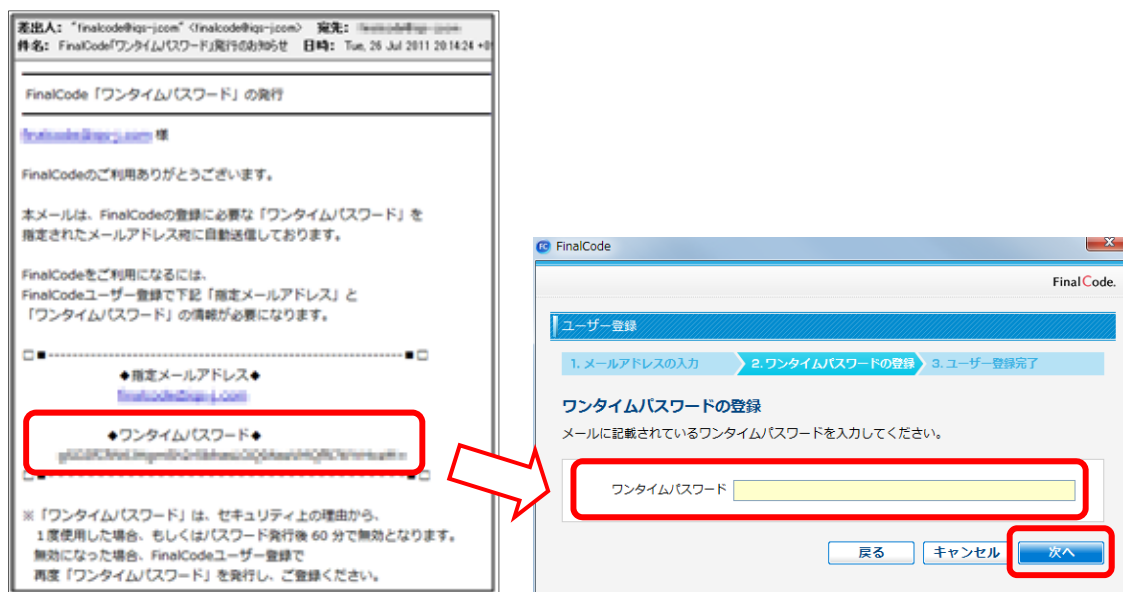 差出人: "finalcode@iqs-j.com" <finalcode@iqs-j.com> 宛先:
件名: FinalCode「ワンタイムパスワード」発行のお知らせ 日時: Tue, 26 Jul 2011 20:14:24 +0
FinalCode「ワンタイムパスワード」の発行
様
FinalCodeのご利用ありがとうございます。
本メールは、FinalCodeの登録に必要な「ワンタイムパスワード」を
指定されたメールアドレス宛に自動送信しております。
FinalCodeをご利用になるには、
FinalCodeユーザー登録で下記「指定メールアドレス」と
「ワンタイムパスワード」の情報が必要になります。
□■------------------------------------------------------------■□
◆指定メールアドレス◆
◆ワンタイムパスワード◆
□■------------------------------------------------------------■□
※「ワンタイムパスワード」は、セキュリティ上の理由から、
1度使用した場合、もしくはパスワード発行後 60 分で無効となります。
無効になった場合、FinalCodeユーザー登録で
再度「ワンタイムパスワード」を発行し、ご登録ください。
FC FinalCode X
FinalCode.
ユーザー登録
1. メールアドレスの入力 2. ワンタイムパスワードの登録 3. ユーザー登録完了
ワンタイムパスワードの登録
メールに記載されているワンタイムパスワードを入力してください。
ワンタイムパスワード
戻る キャンセル 次へ